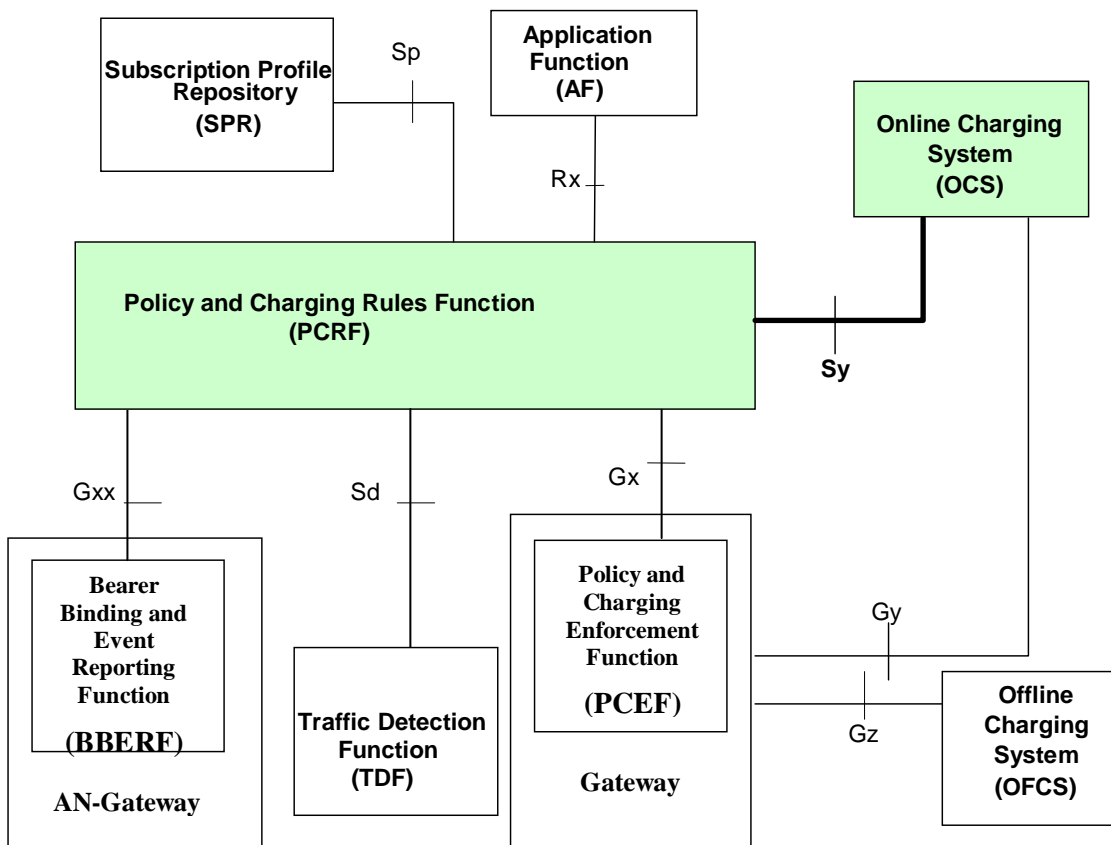 Sp
Subscription Profile
Repository
(SPR)
Application
Function
(AF)
Rx
Online Charging
System
(OCS)
Policy and Charging Rules Function
(PCRF)
Sy
Gxx
Sd
Gx
Bearer
Binding and
Event
Reporting
Function
(BBERF)
AN-Gateway
Traffic Detection
Function
(TDF)
Policy and
Charging
Enforcement
Function
(PCEF)
Gateway
Gy
Gz
Offline
Charging
System
(OFCS)